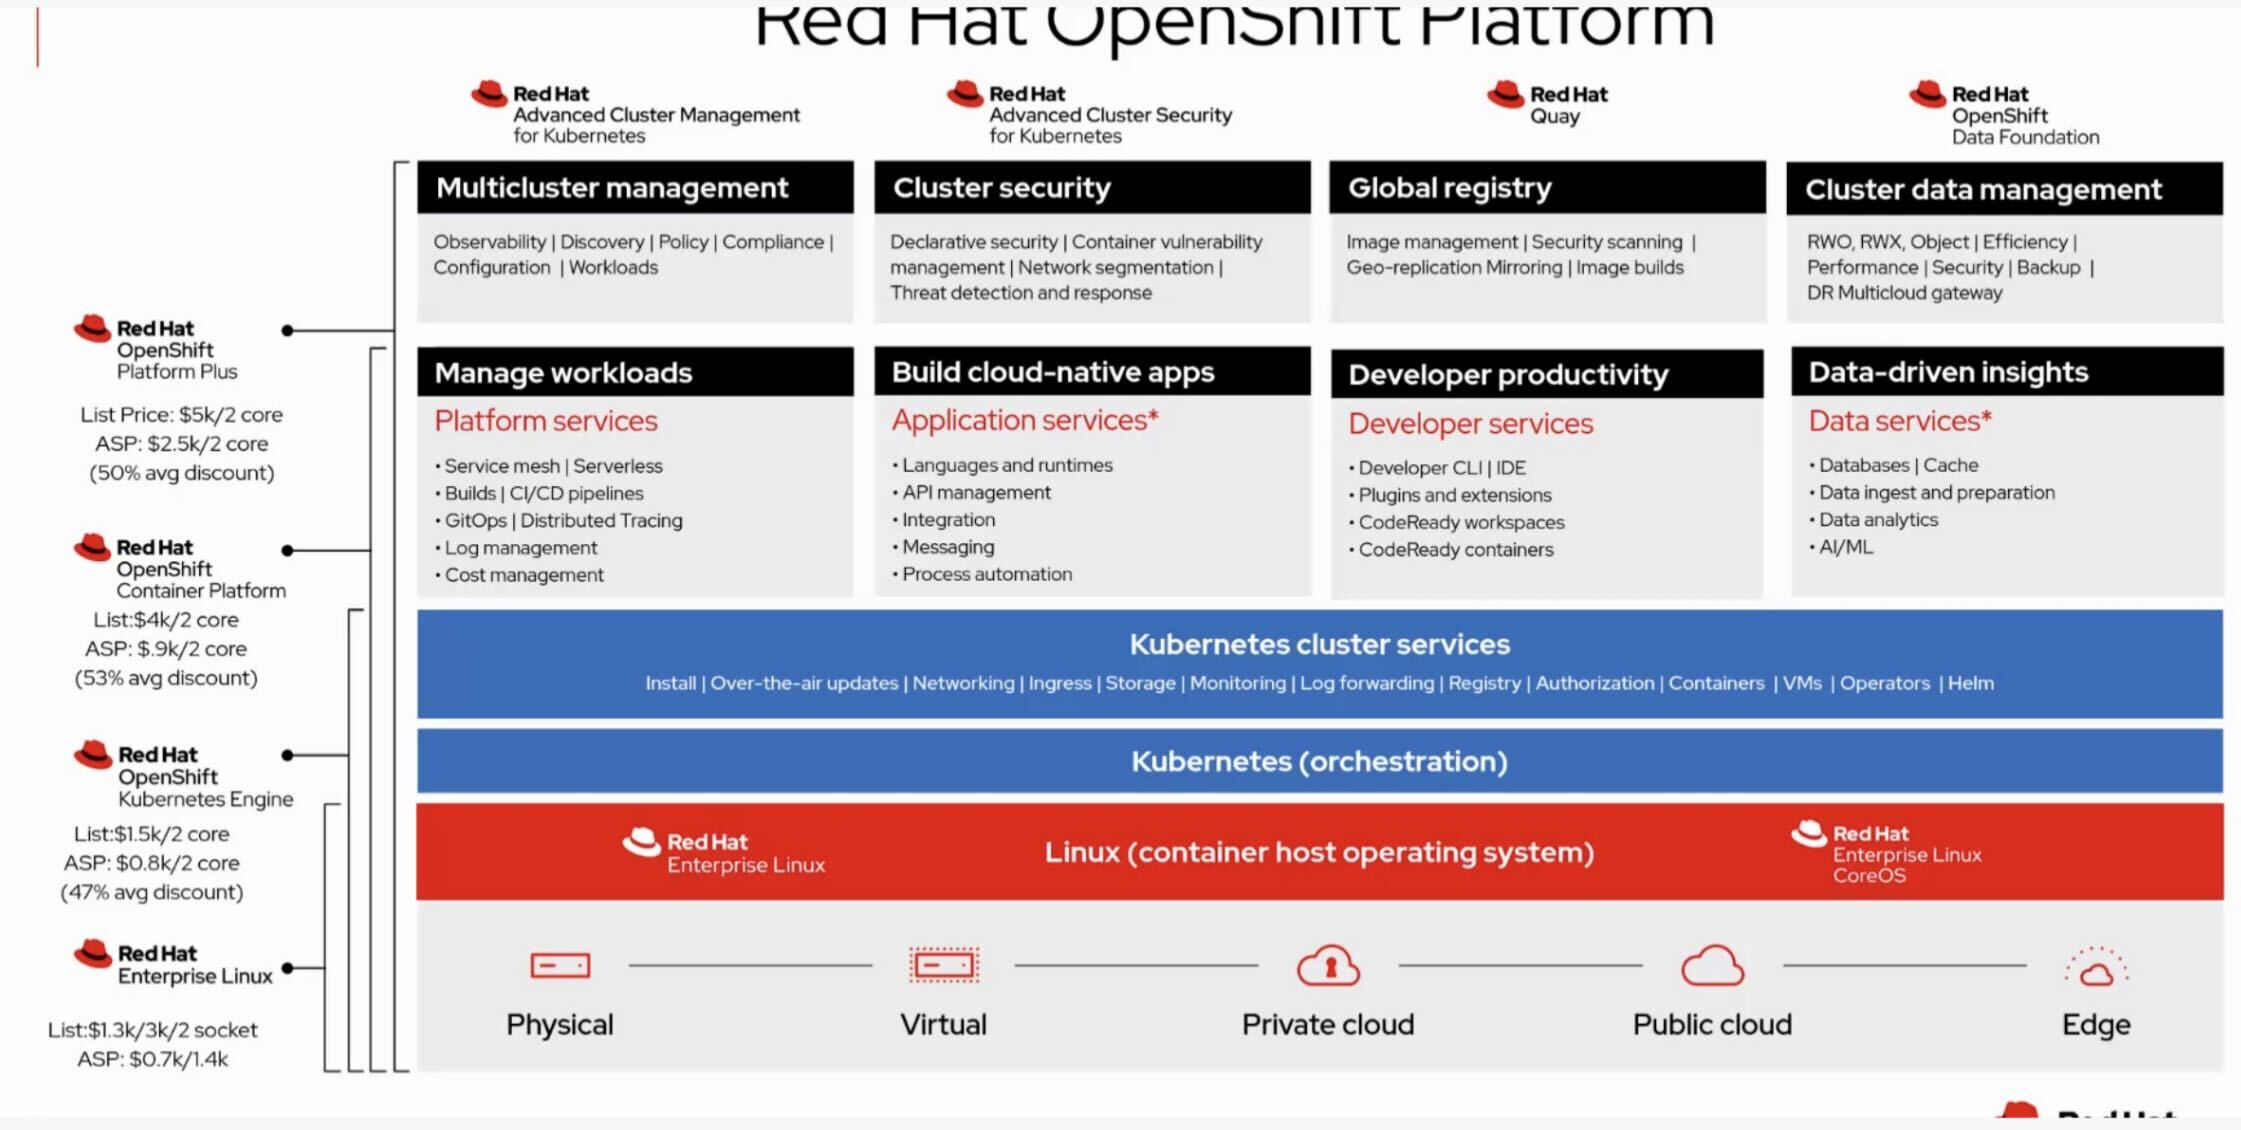 Red Hat OpenShift Platform
Red Hat
Advanced Cluster Management
for Kubernetes
Red Hat
Advanced Cluster Security
for Kubernetes
Red Hat
Quay
Red Hat
OpenShift
Data Foundation
Multicluster management
Observability | Discovery | Policy | Compliance |
Configuration | Workloads
Cluster security
Declarative security | Container vulnerability
management | Network segmentation |
Threat detection and response
Global registry
Image management | Security scanning |
Geo-replication Mirroring | Image builds
Cluster data management
RWO, RWX, Object | Efficiency |
Performance | Security | Backup |
DR Multicloud gateway
Red Hat
OpenShift
Platform Plus
List Price: $5k/2 core
ASP: $2.5k/2 core
(50% avg discount)
Manage workloads
Platform services
• Service mesh | Serverless
• Builds | CI/CD pipelines
• GitOps | Distributed Tracing
• Log management
• Cost management
Build cloud-native apps
Application services*
• Languages and runtimes
• API management
• Integration
• Messaging
• Process automation
Developer productivity
Developer services
• Developer CLI | IDE
• Plugins and extensions
• CodeReady workspaces
• CodeReady containers
Data-driven insights
Data services*
• Databases | Cache
• Data ingest and preparation
• Data analytics
• AI/ML
Red Hat
OpenShift
Container Platform
List:$4k/2 core
ASP: $.9k/2 core
(53% avg discount)
Kubernetes cluster services
Install | Over-the-air updates | Networking | Ingress | Storage | Monitoring | Log forwarding | Registry | Authorization | Containers | VMs | Operators | Helm
Kubernetes (orchestration)
Red Hat
OpenShift
Kubernetes Engine
List:$1.5k/2 core
ASP: $0.8k/2 core
(47% avg discount)
Red Hat
Enterprise Linux
Linux (container host operating system)
Red Hat
Enterprise Linux
CoreOS
Red Hat
Enterprise Linux
List:$1.3k/3k/2 socket
ASP: $0.7k/1.4k
Physical
Virtual
Private cloud
Public cloud
Edge
Red Hat